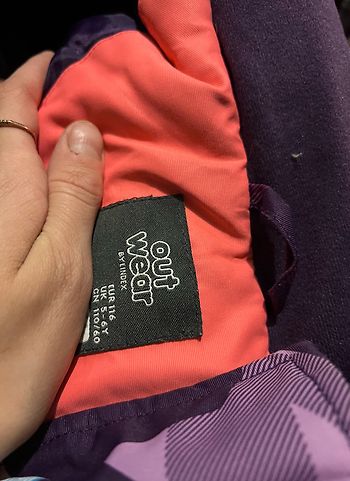 out
wear
BY LINDEX
EUR 116
UK 5-6Y
CN 110/60